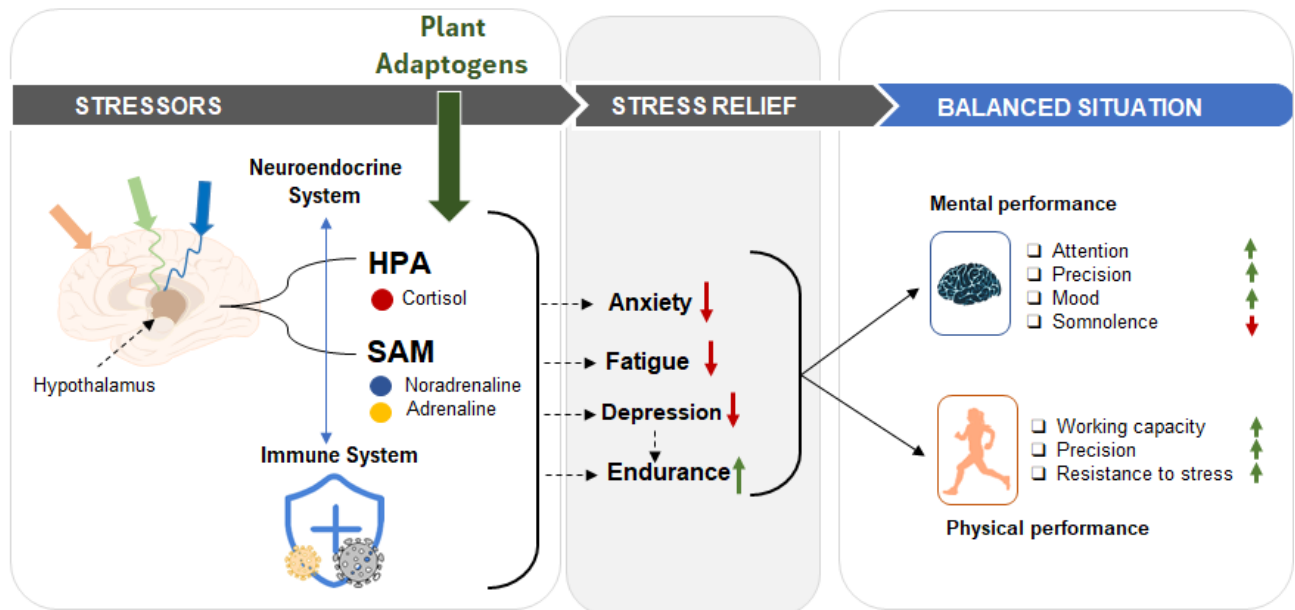 Plant
Adaptogens
STRESSORS
STRESS RELIEF
BALANCED SITUATION
Neuroendocrine
System
HPA
Cortisol
SAM
Noradrenaline
Adrenaline
Hypothalamus
Immune System
Anxiety
Fatigue
Depression
Endurance
Mental performance
Attention
Precision
Mood
Somnolence
Working capacity
Precision
Resistance to stress
Physical performance